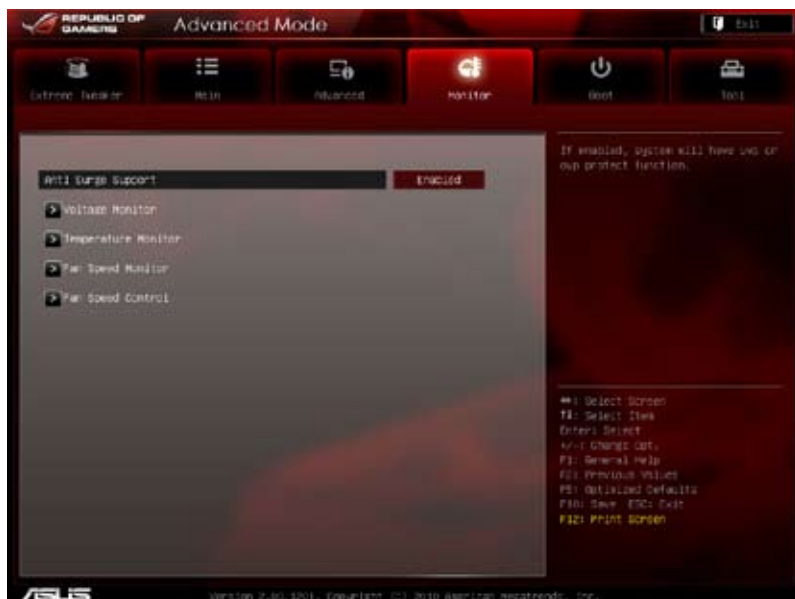 REPUBLIC OF
GAMERS
Advanced Mode
Exit
Extreme Tweaker
Main
Advanced
Monitor
Boot
Tool
Anti Surge Support
Enabled
Voltage Monitor
Temperature Monitor
Fan Speed Monitor
Fan Speed Control
If enabled, system will have uvp or
ovp protect function.
→←: Select Screen
↑↓: Select Item
Enter: Select
+/-: Change Opt.
F1: General Help
F2: Previous Values
F5: Optimized Defaults
F10: Save ESC: Exit
F12: Print Screen
ASUS
Version 2.00.1201. Copyright (C) 2010 American Megatrends, Inc.